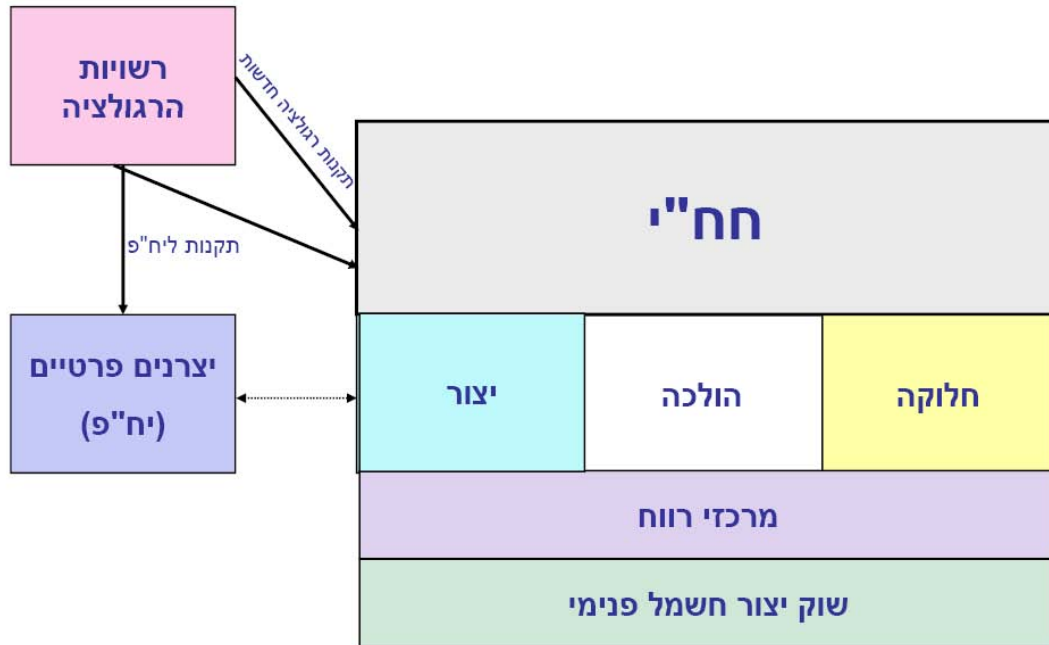 רשויות
הרגולציה
תקנות רגולציה חדשות
חח"י
תקנות ליח"פ
יצרנים פרטיים
(יח"פ)
יצור
הולכה
חלוקה
מרכזי רווח
שוק יצור חשמל פנימי